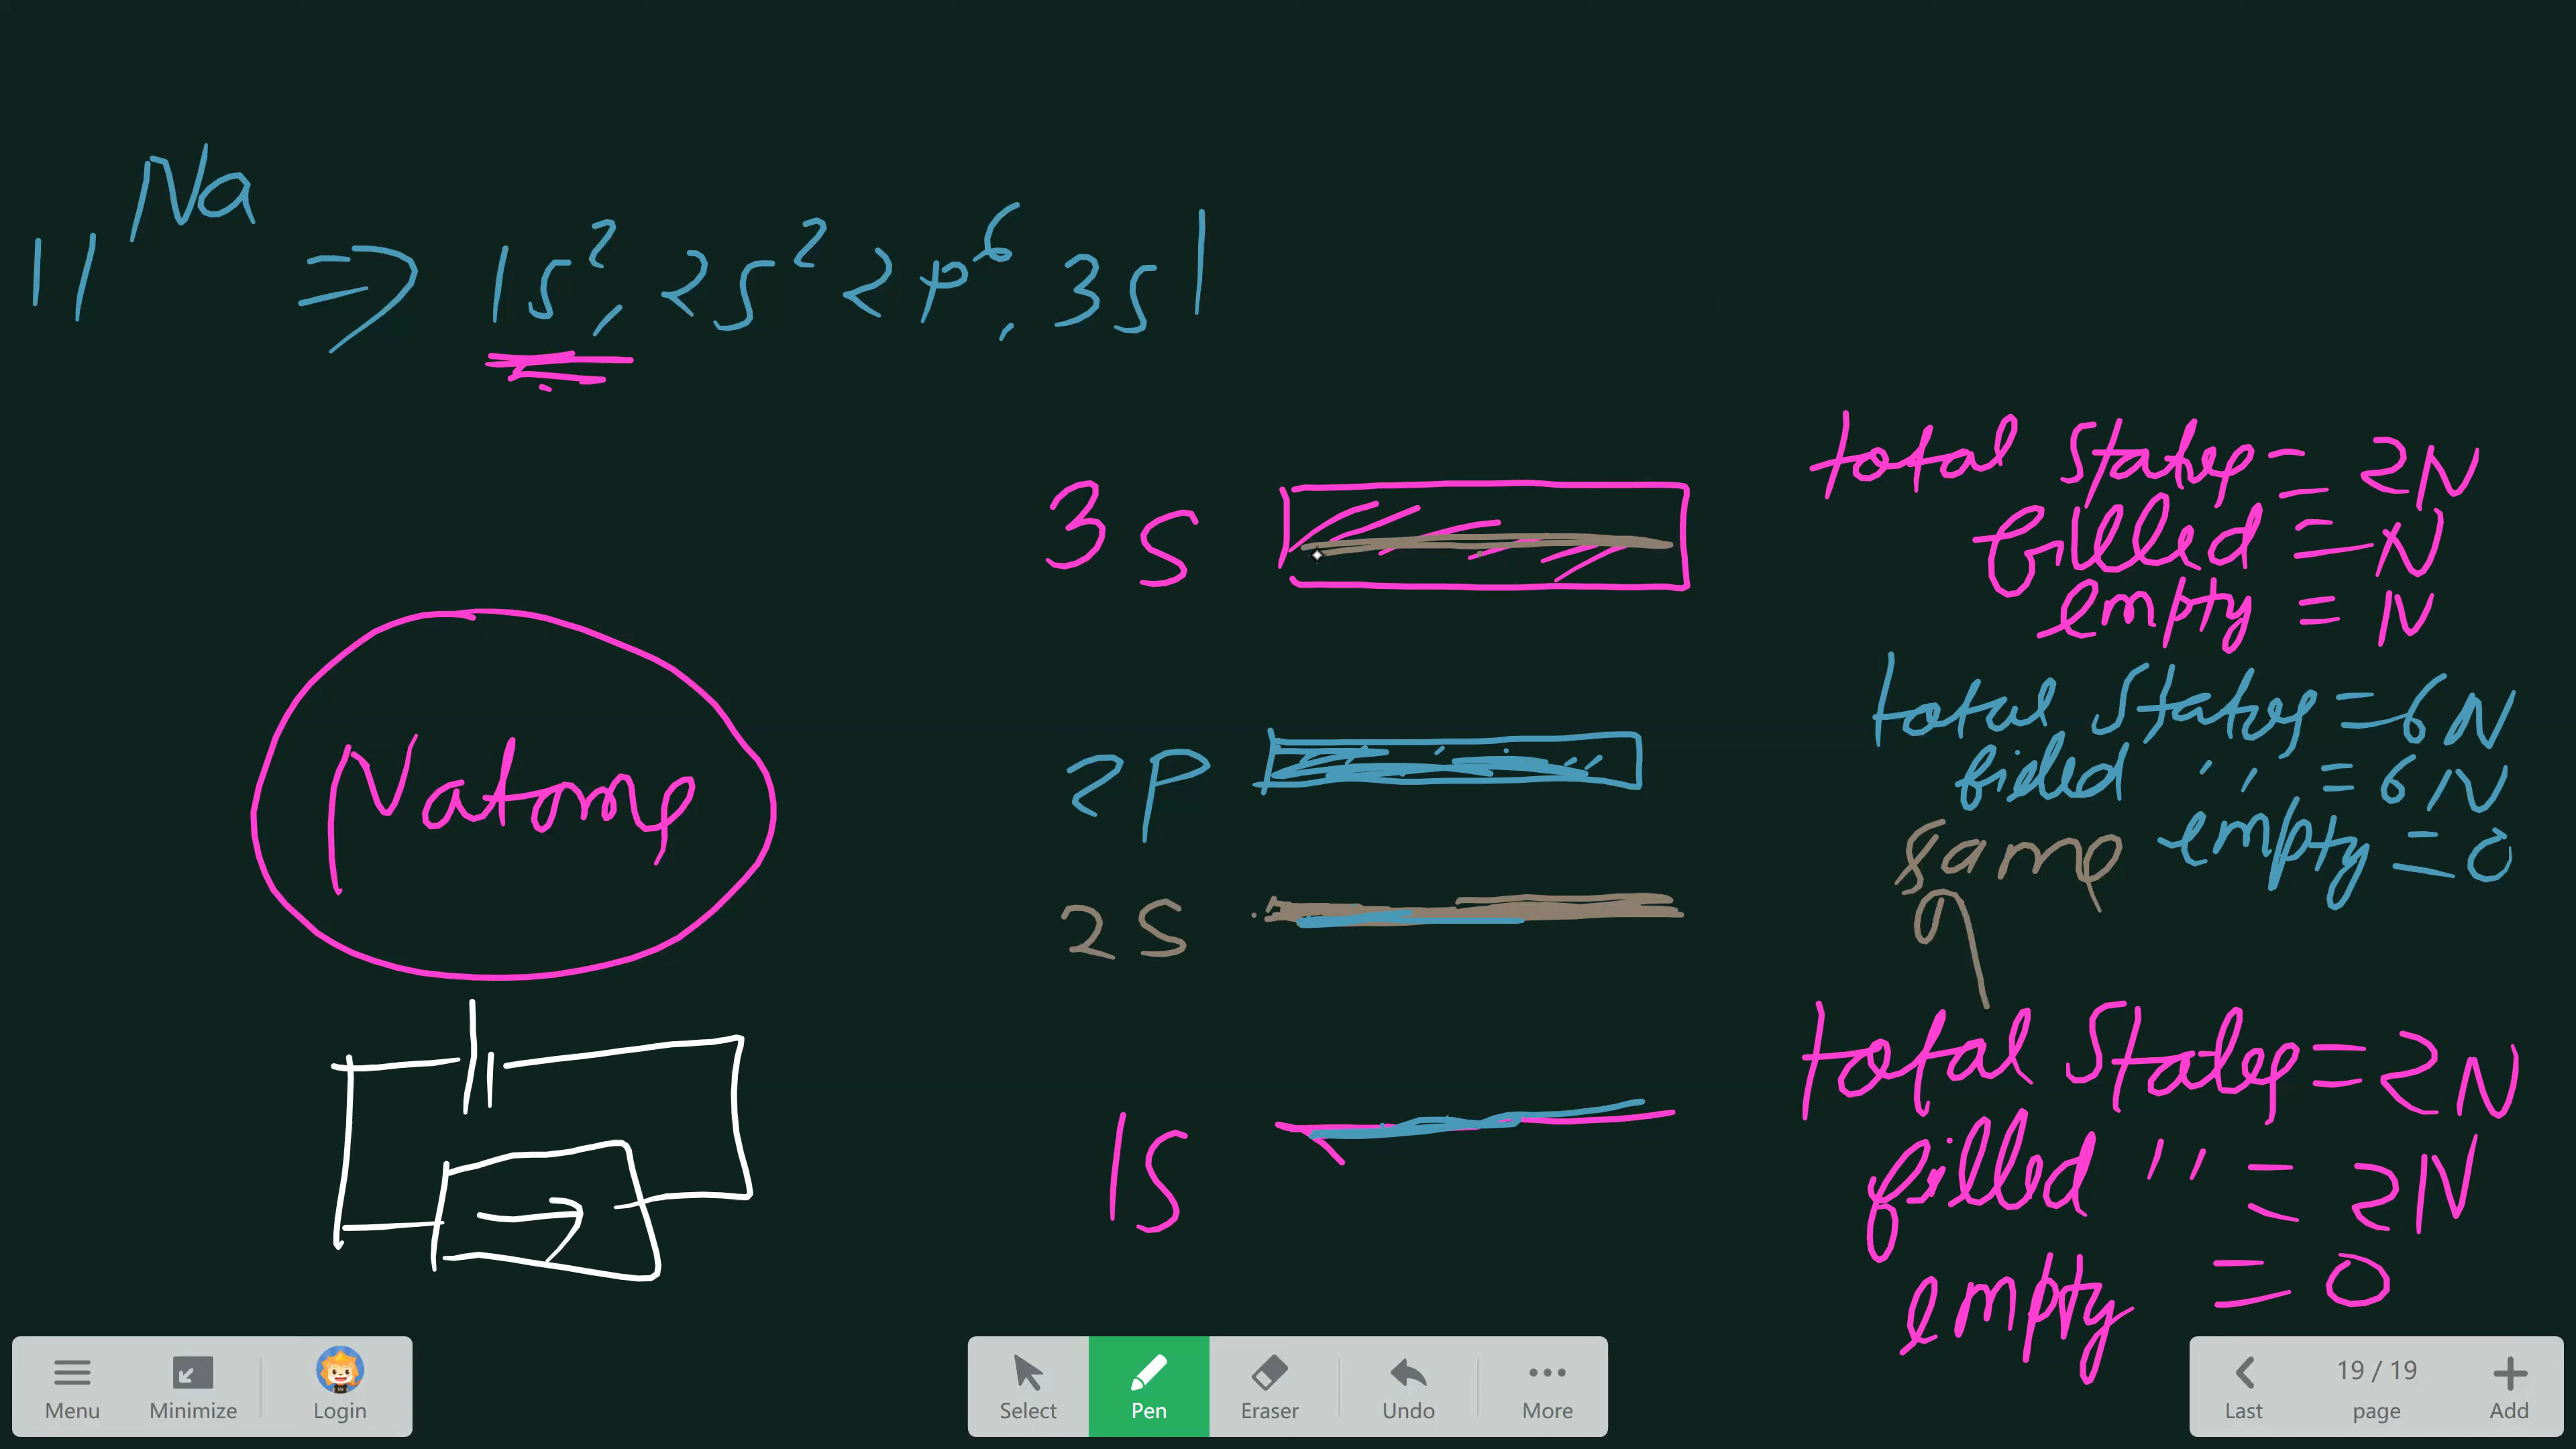 11 Na ⇒ 1s², 2s² 2p⁶, 3s¹
3s
total States = 2N
filled = N
empty = N
N atoms
2p
total States = 6N
filled '' = 6N
empty = 0
same
2s
1s
total States = 2N
filled '' = 2N
empty = 0
Menu Minimize Login
Select Pen Eraser Undo More
Last 19 / 19 page Add